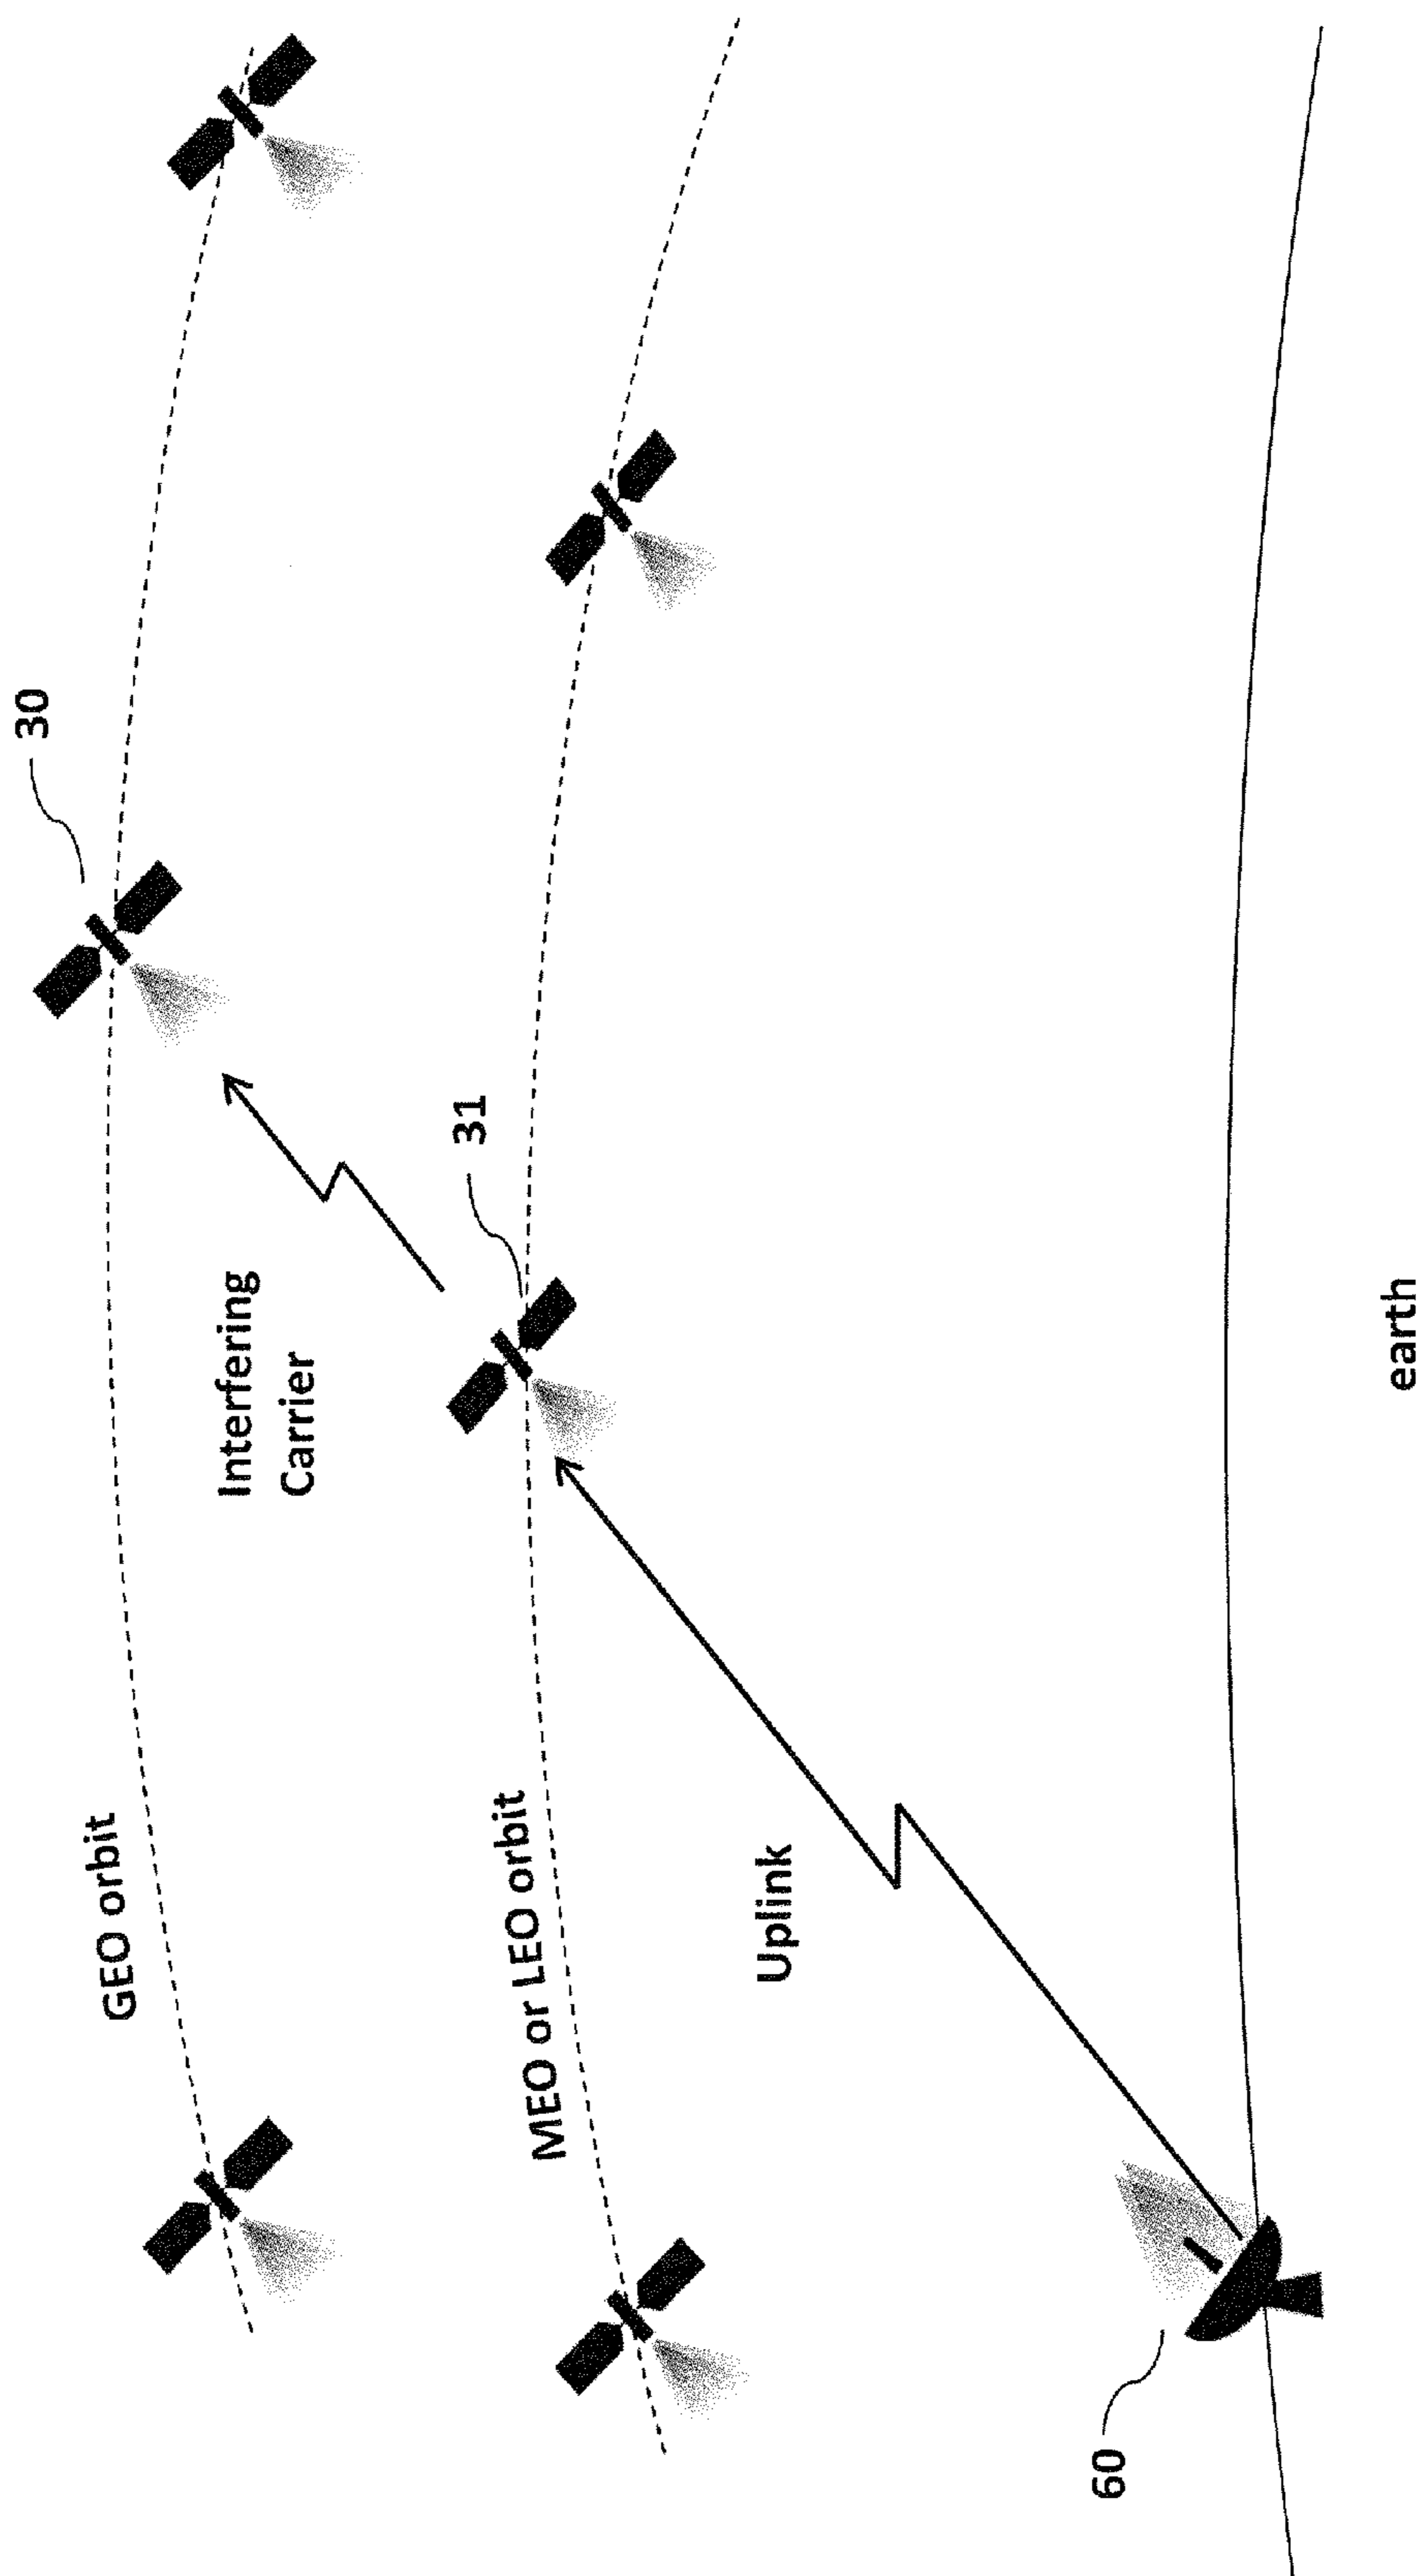 30
GEO orbit
Interfering
Carrier
31
MEO or LEO orbit
Uplink
60
earth